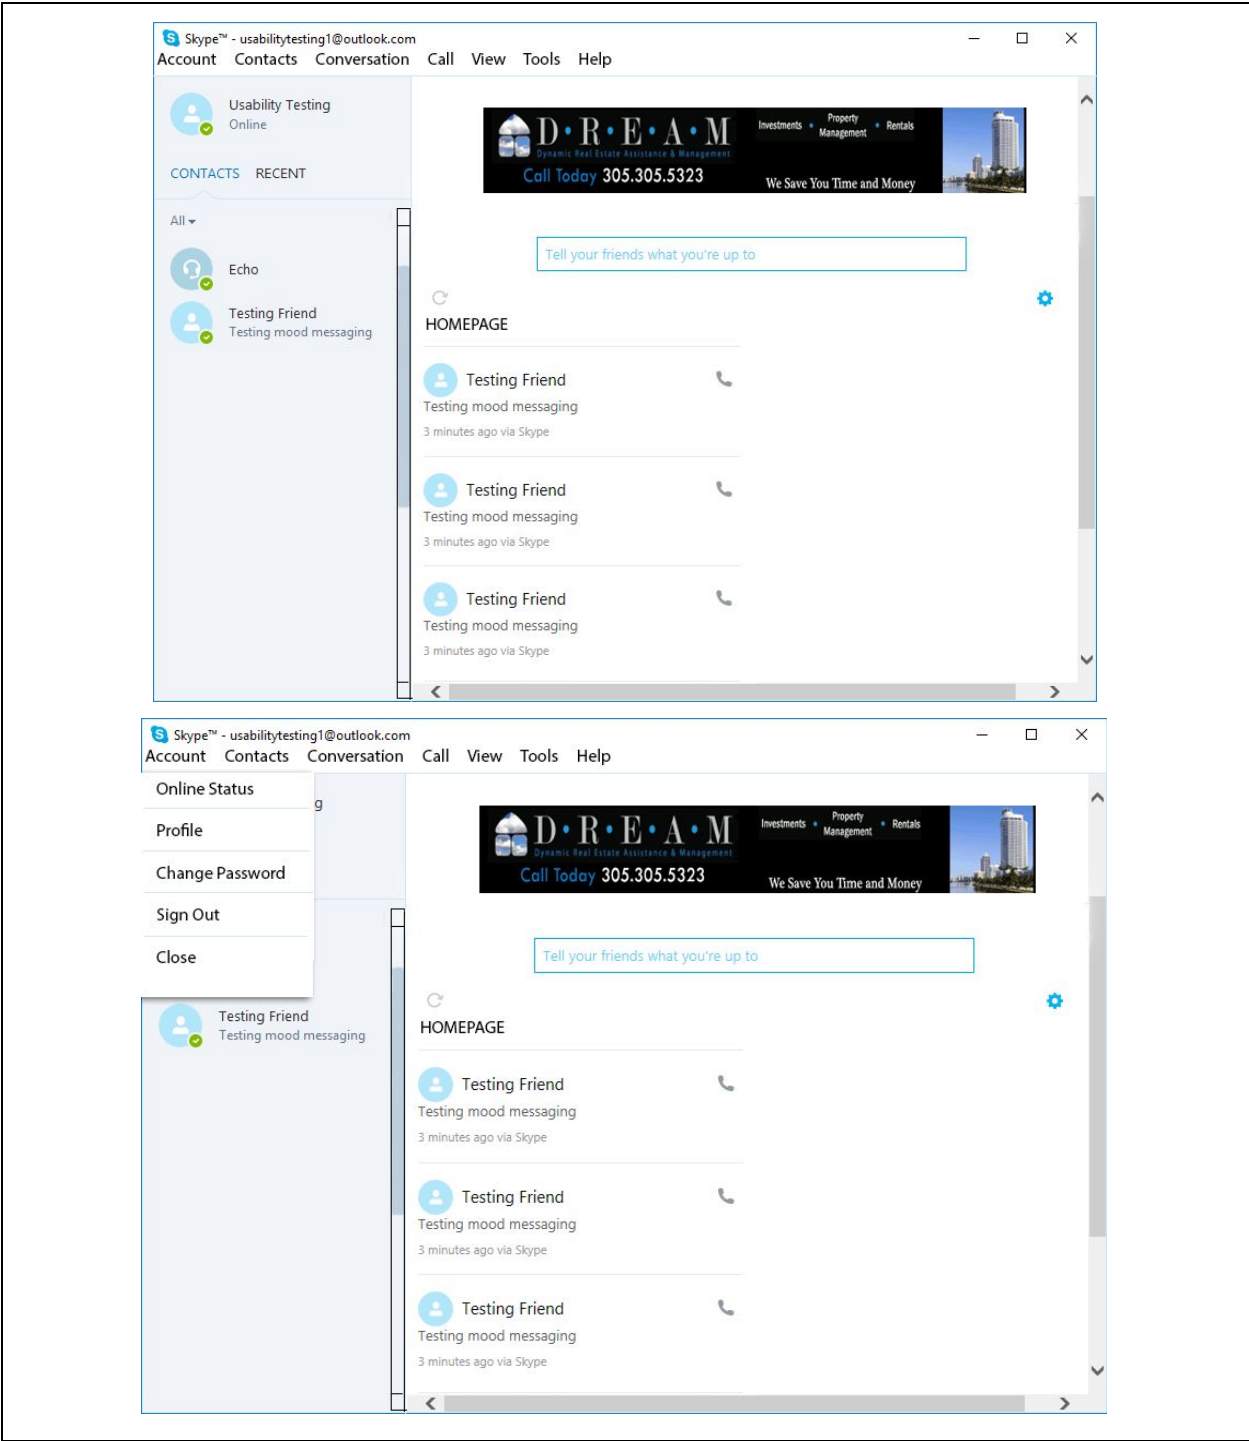 Skype™ - usabilitytesting1@outlook.com
Account Contacts Conversation Call View Tools Help
Usability Testing
Online
CONTACTS RECENT
All
Echo
Testing Friend
Testing mood messaging
D•R•E•A•M
Dynamic Real Estate Assistance & Management
Call Today 305.305.5323
Investments • Property Management • Rentals
We Save You Time and Money
Tell your friends what you're up to
HOMEPAGE
Testing Friend
Testing mood messaging
3 minutes ago via Skype
Testing Friend
Testing mood messaging
3 minutes ago via Skype
Testing Friend
Testing mood messaging
3 minutes ago via Skype
Skype™ - usabilitytesting1@outlook.com
Account Contacts Conversation Call View Tools Help
Online Status
g
Profile
Change Password
Sign Out
Close
Testing Friend
Testing mood messaging
D•R•E•A•M
Dynamic Real Estate Assistance & Management
Call Today 305.305.5323
Investments • Property Management • Rentals
We Save You Time and Money
Tell your friends what you're up to
HOMEPAGE
Testing Friend
Testing mood messaging
3 minutes ago via Skype
Testing Friend
Testing mood messaging
3 minutes ago via Skype
Testing Friend
Testing mood messaging
3 minutes ago via Skype